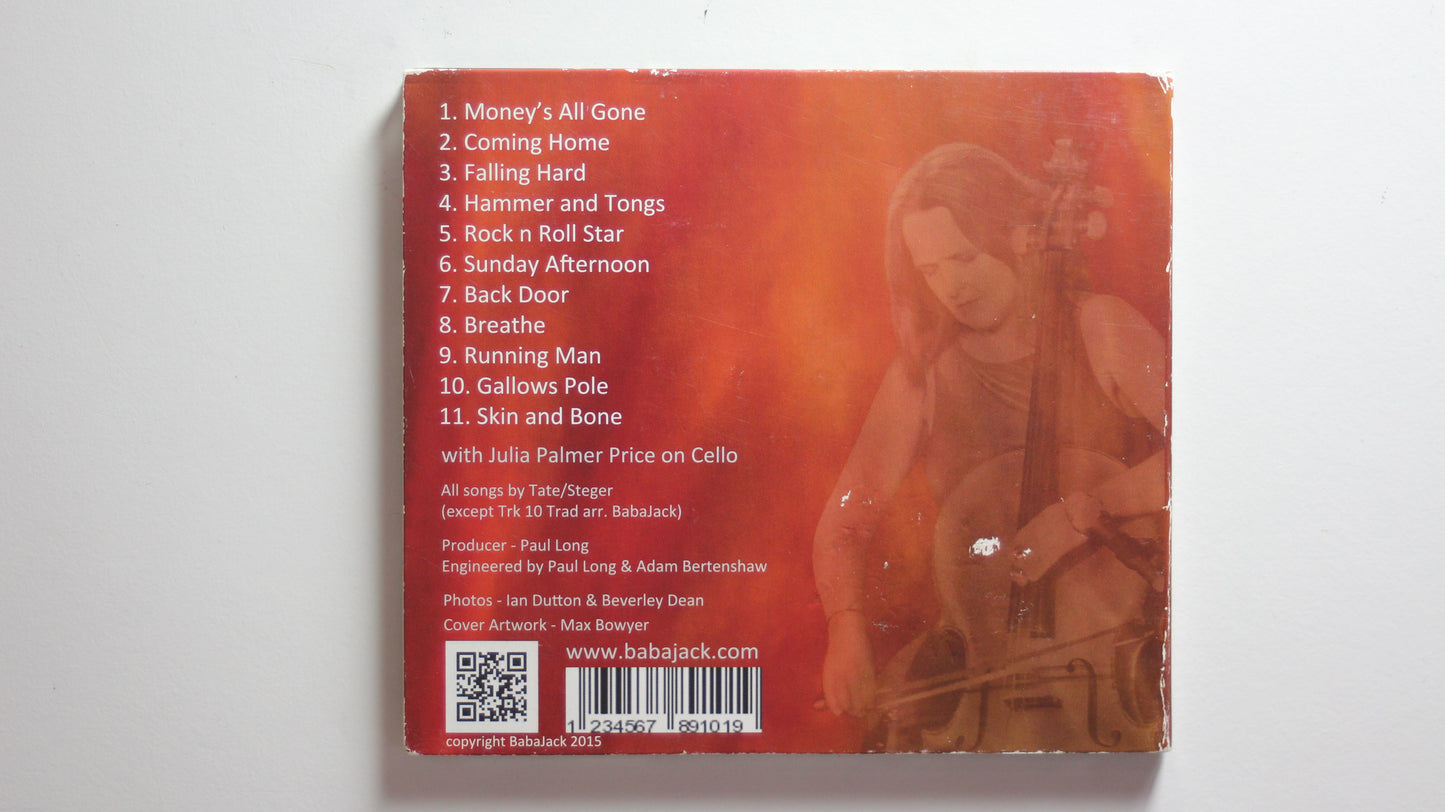 1. Money's All Gone
2. Coming Home
3. Falling Hard
4. Hammer and Tongs
5. Rock n Roll Star
6. Sunday Afternoon
7. Back Door
8. Breathe
9. Running Man
10. Gallows Pole
11. Skin and Bone
with Julia Palmer Price on Cello
All songs by Tate/Steger
(except Trk 10 Trad arr. BabaJack)
Producer - Paul Long
Engineered by Paul Long & Adam Bertenshaw
Photos - Ian Dutton & Beverley Dean
Cover Artwork - Max Bowyer
www.babajack.com
1 234567 891019
copyright BabaJack 2015